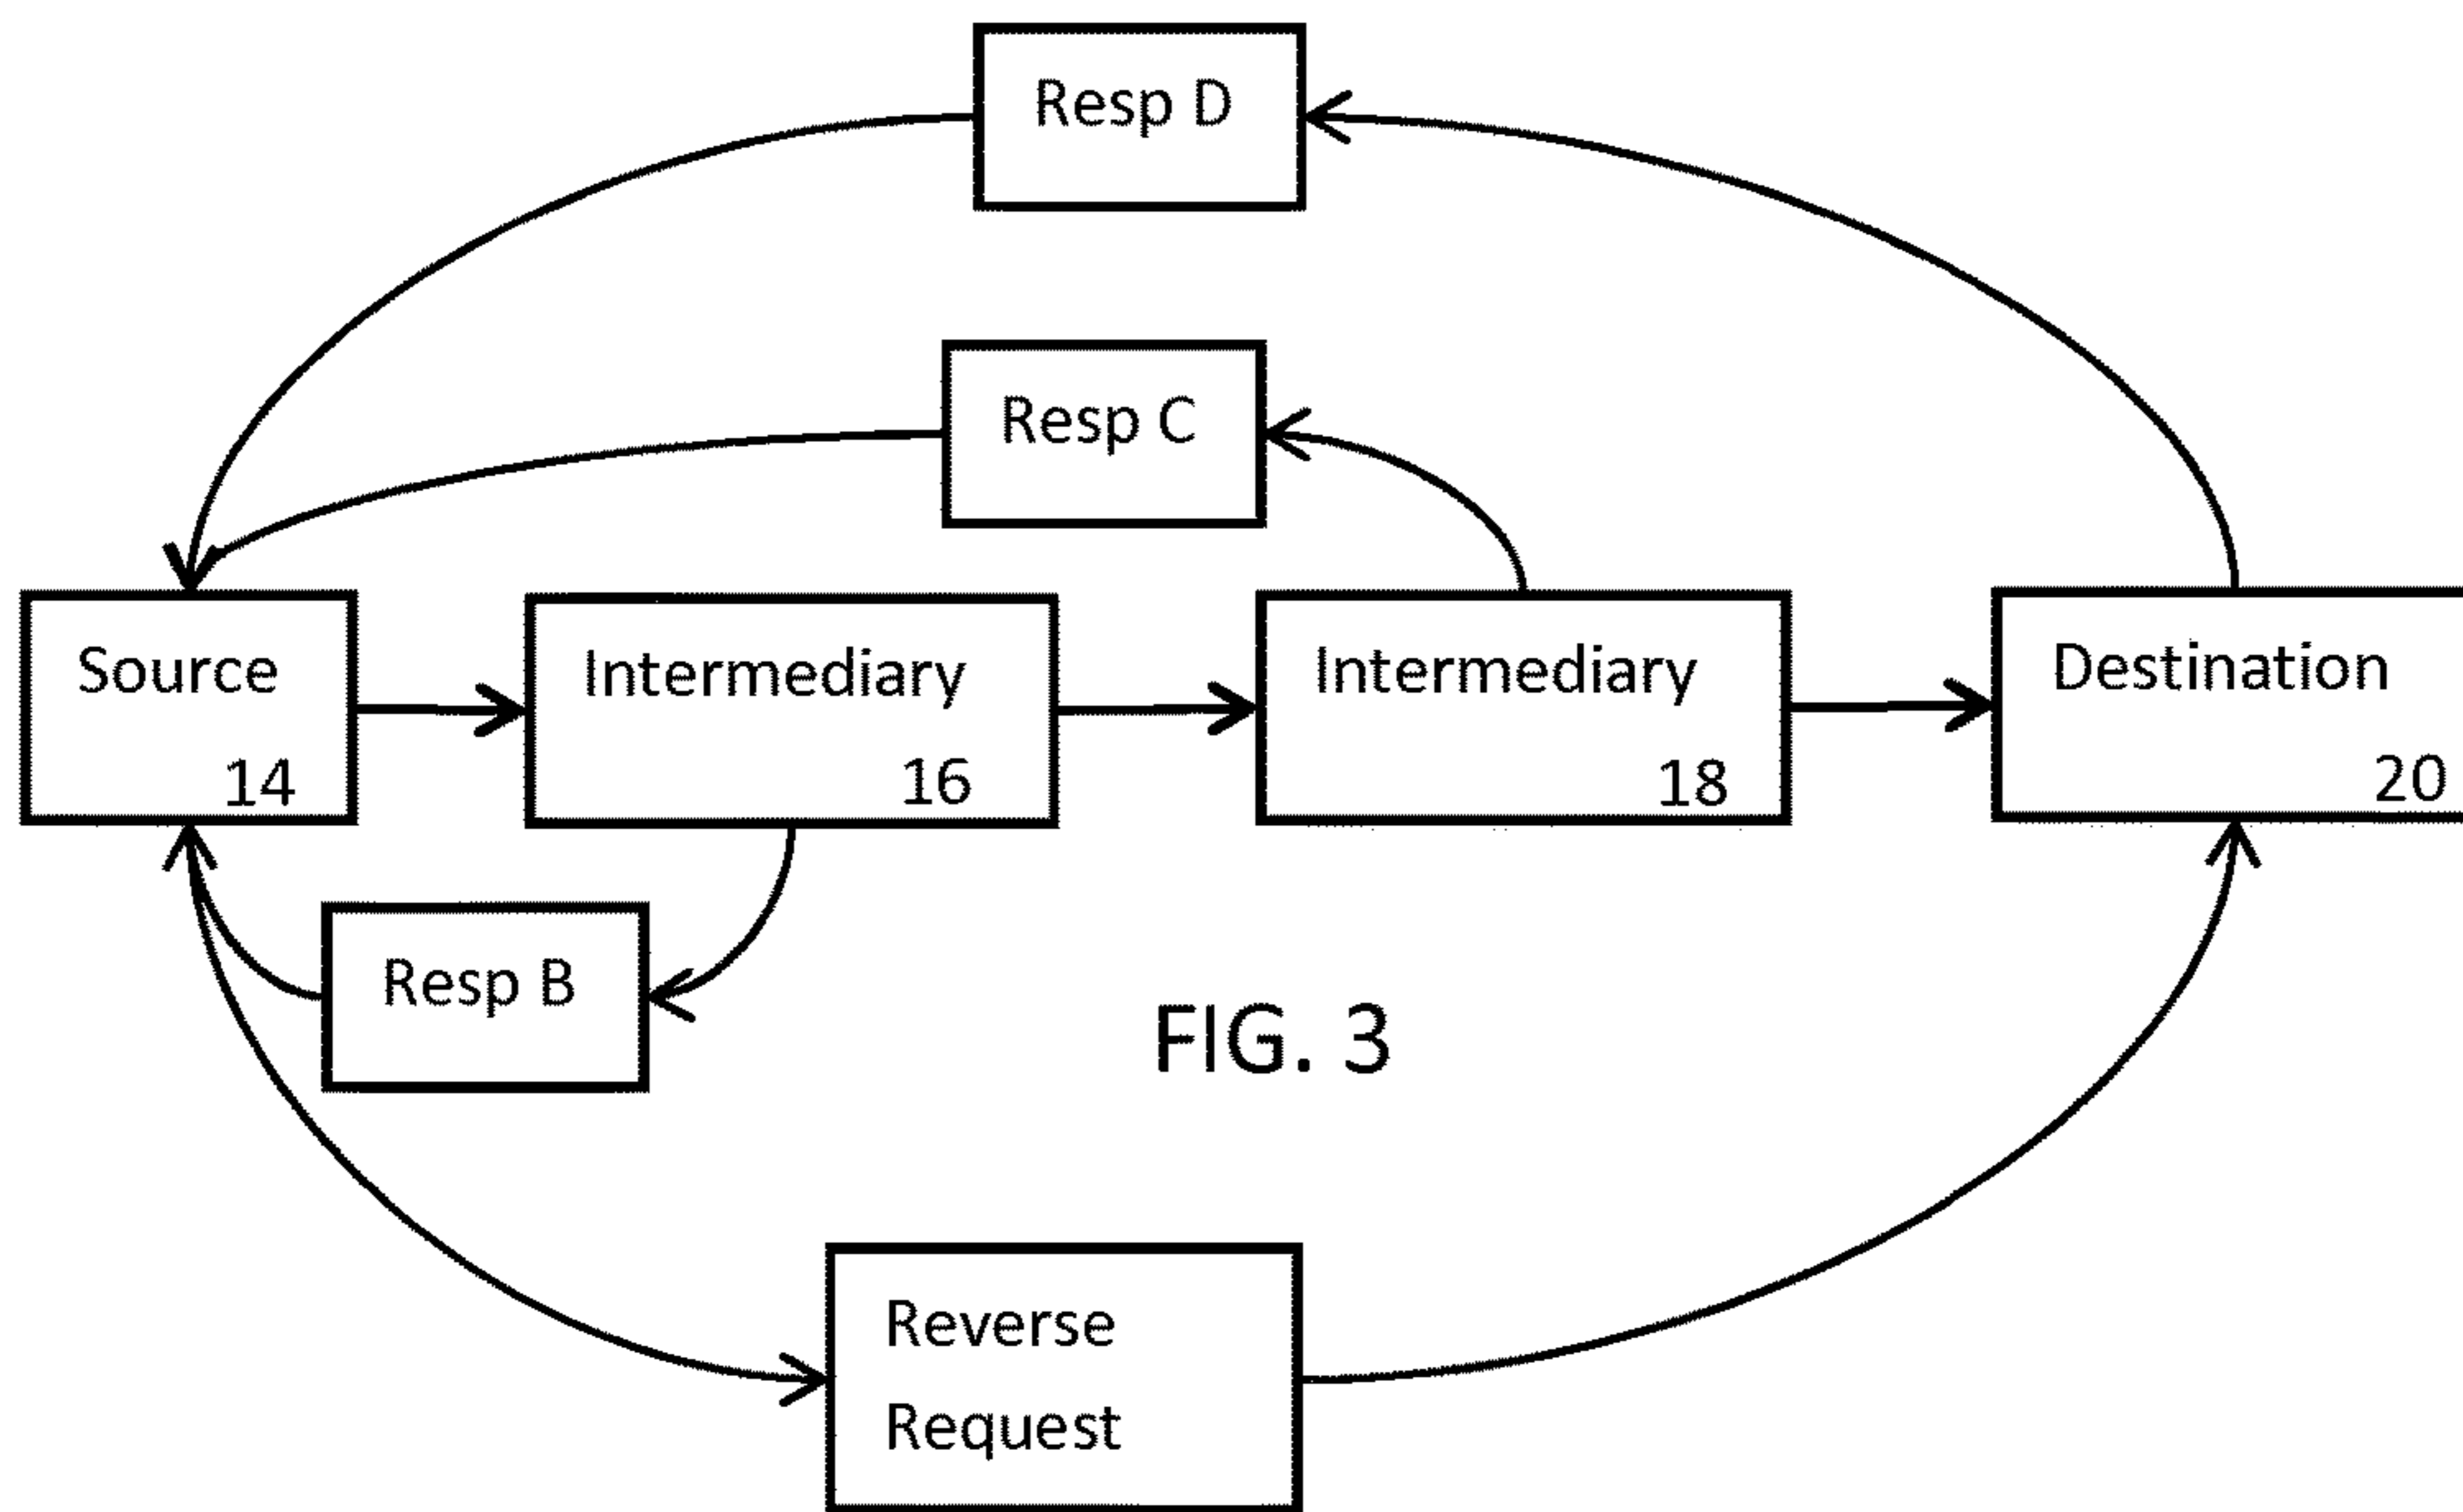 Resp D
Resp C
Source
14
Intermediary
16
Intermediary
18
Destination
20
Resp B
FIG. 3
Reverse
Request